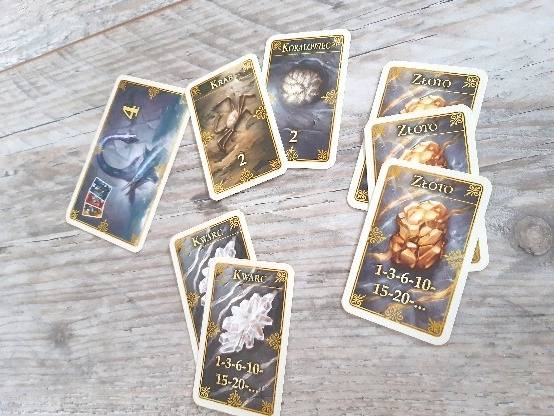 4
KRAB
2
KORALOWIEC
2
ZŁOTO
ZŁOTO
ZŁOTO
1-3-6-10-
15-20-...
KWARC
KWARC
1-3-6-10-
15-20-...